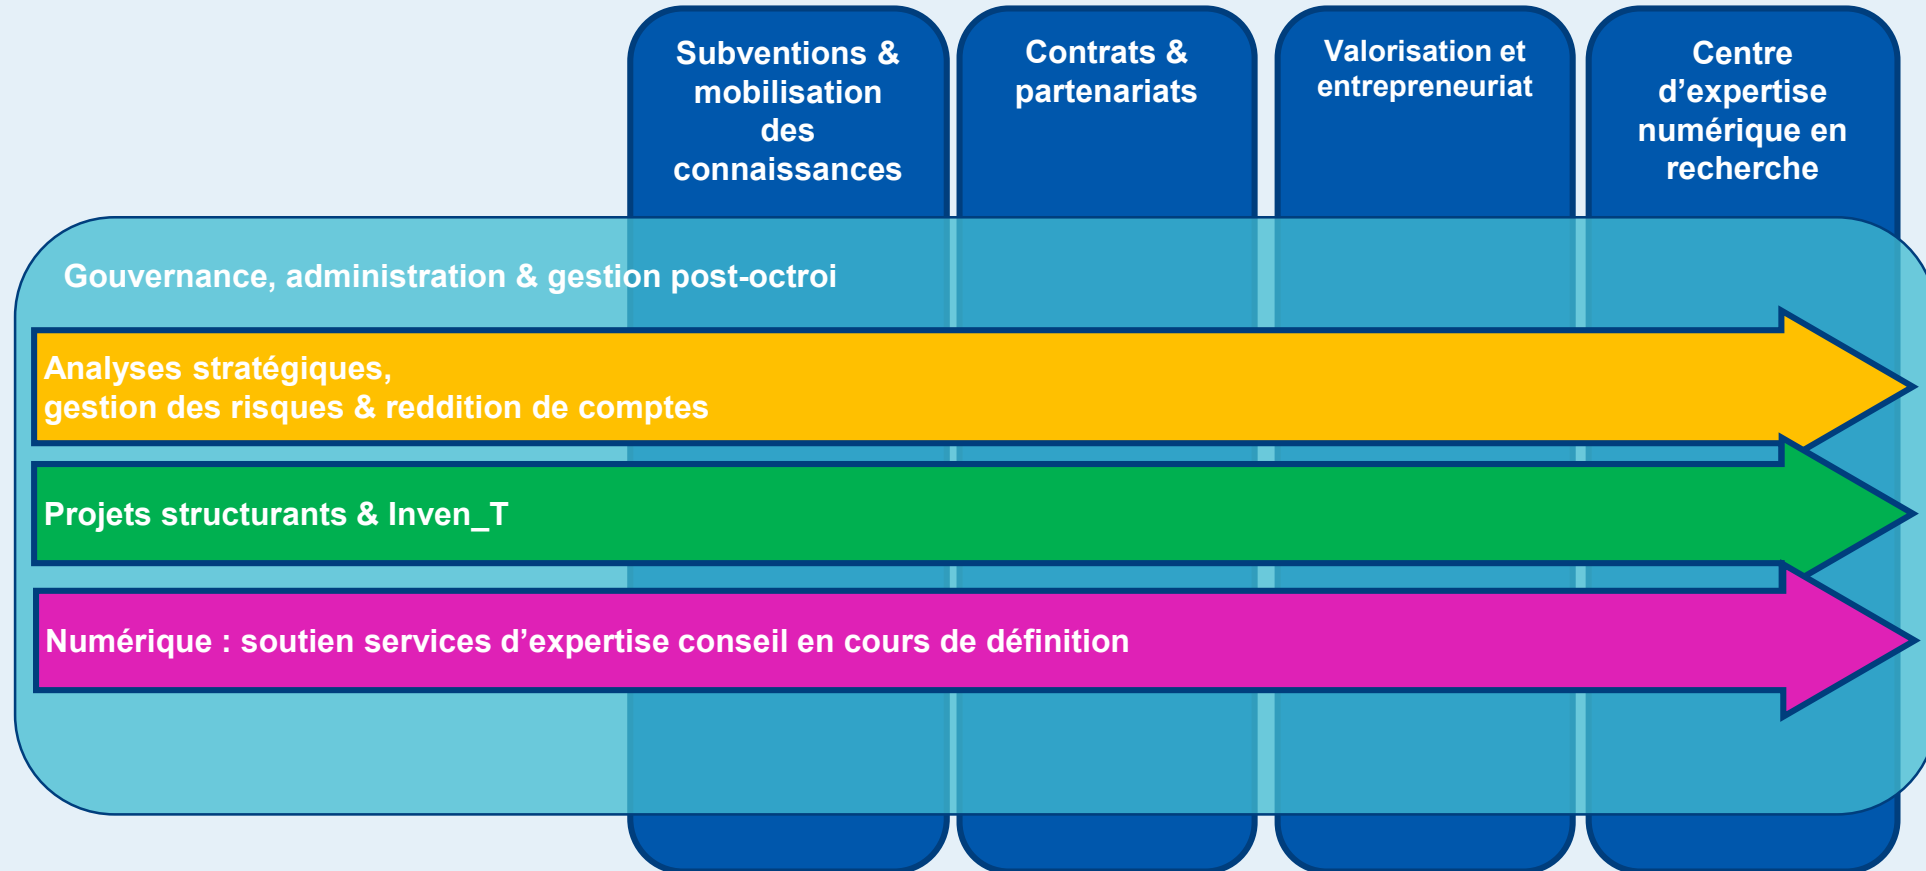 Subventions &
mobilisation
des
connaissances
Contrats &
partenariats
Valorisation et
entrepreneuriat
Centre
d’expertise
numérique en
recherche
Gouvernance, administration & gestion post-octroi
Analyses stratégiques,
gestion des risques & reddition de comptes
Projets structurants & Inven_T
Numérique : soutien services d’expertise conseil en cours de définition